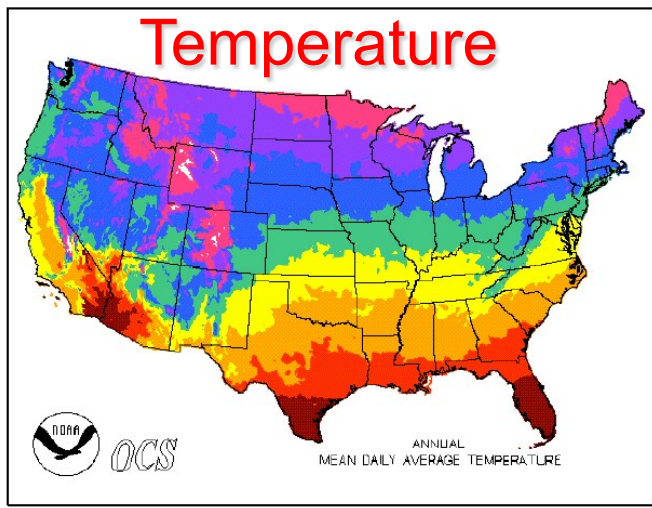 Temperature
NOAA
OCS
ANNUAL
MEAN DAILY AVERAGE TEMPERATURE